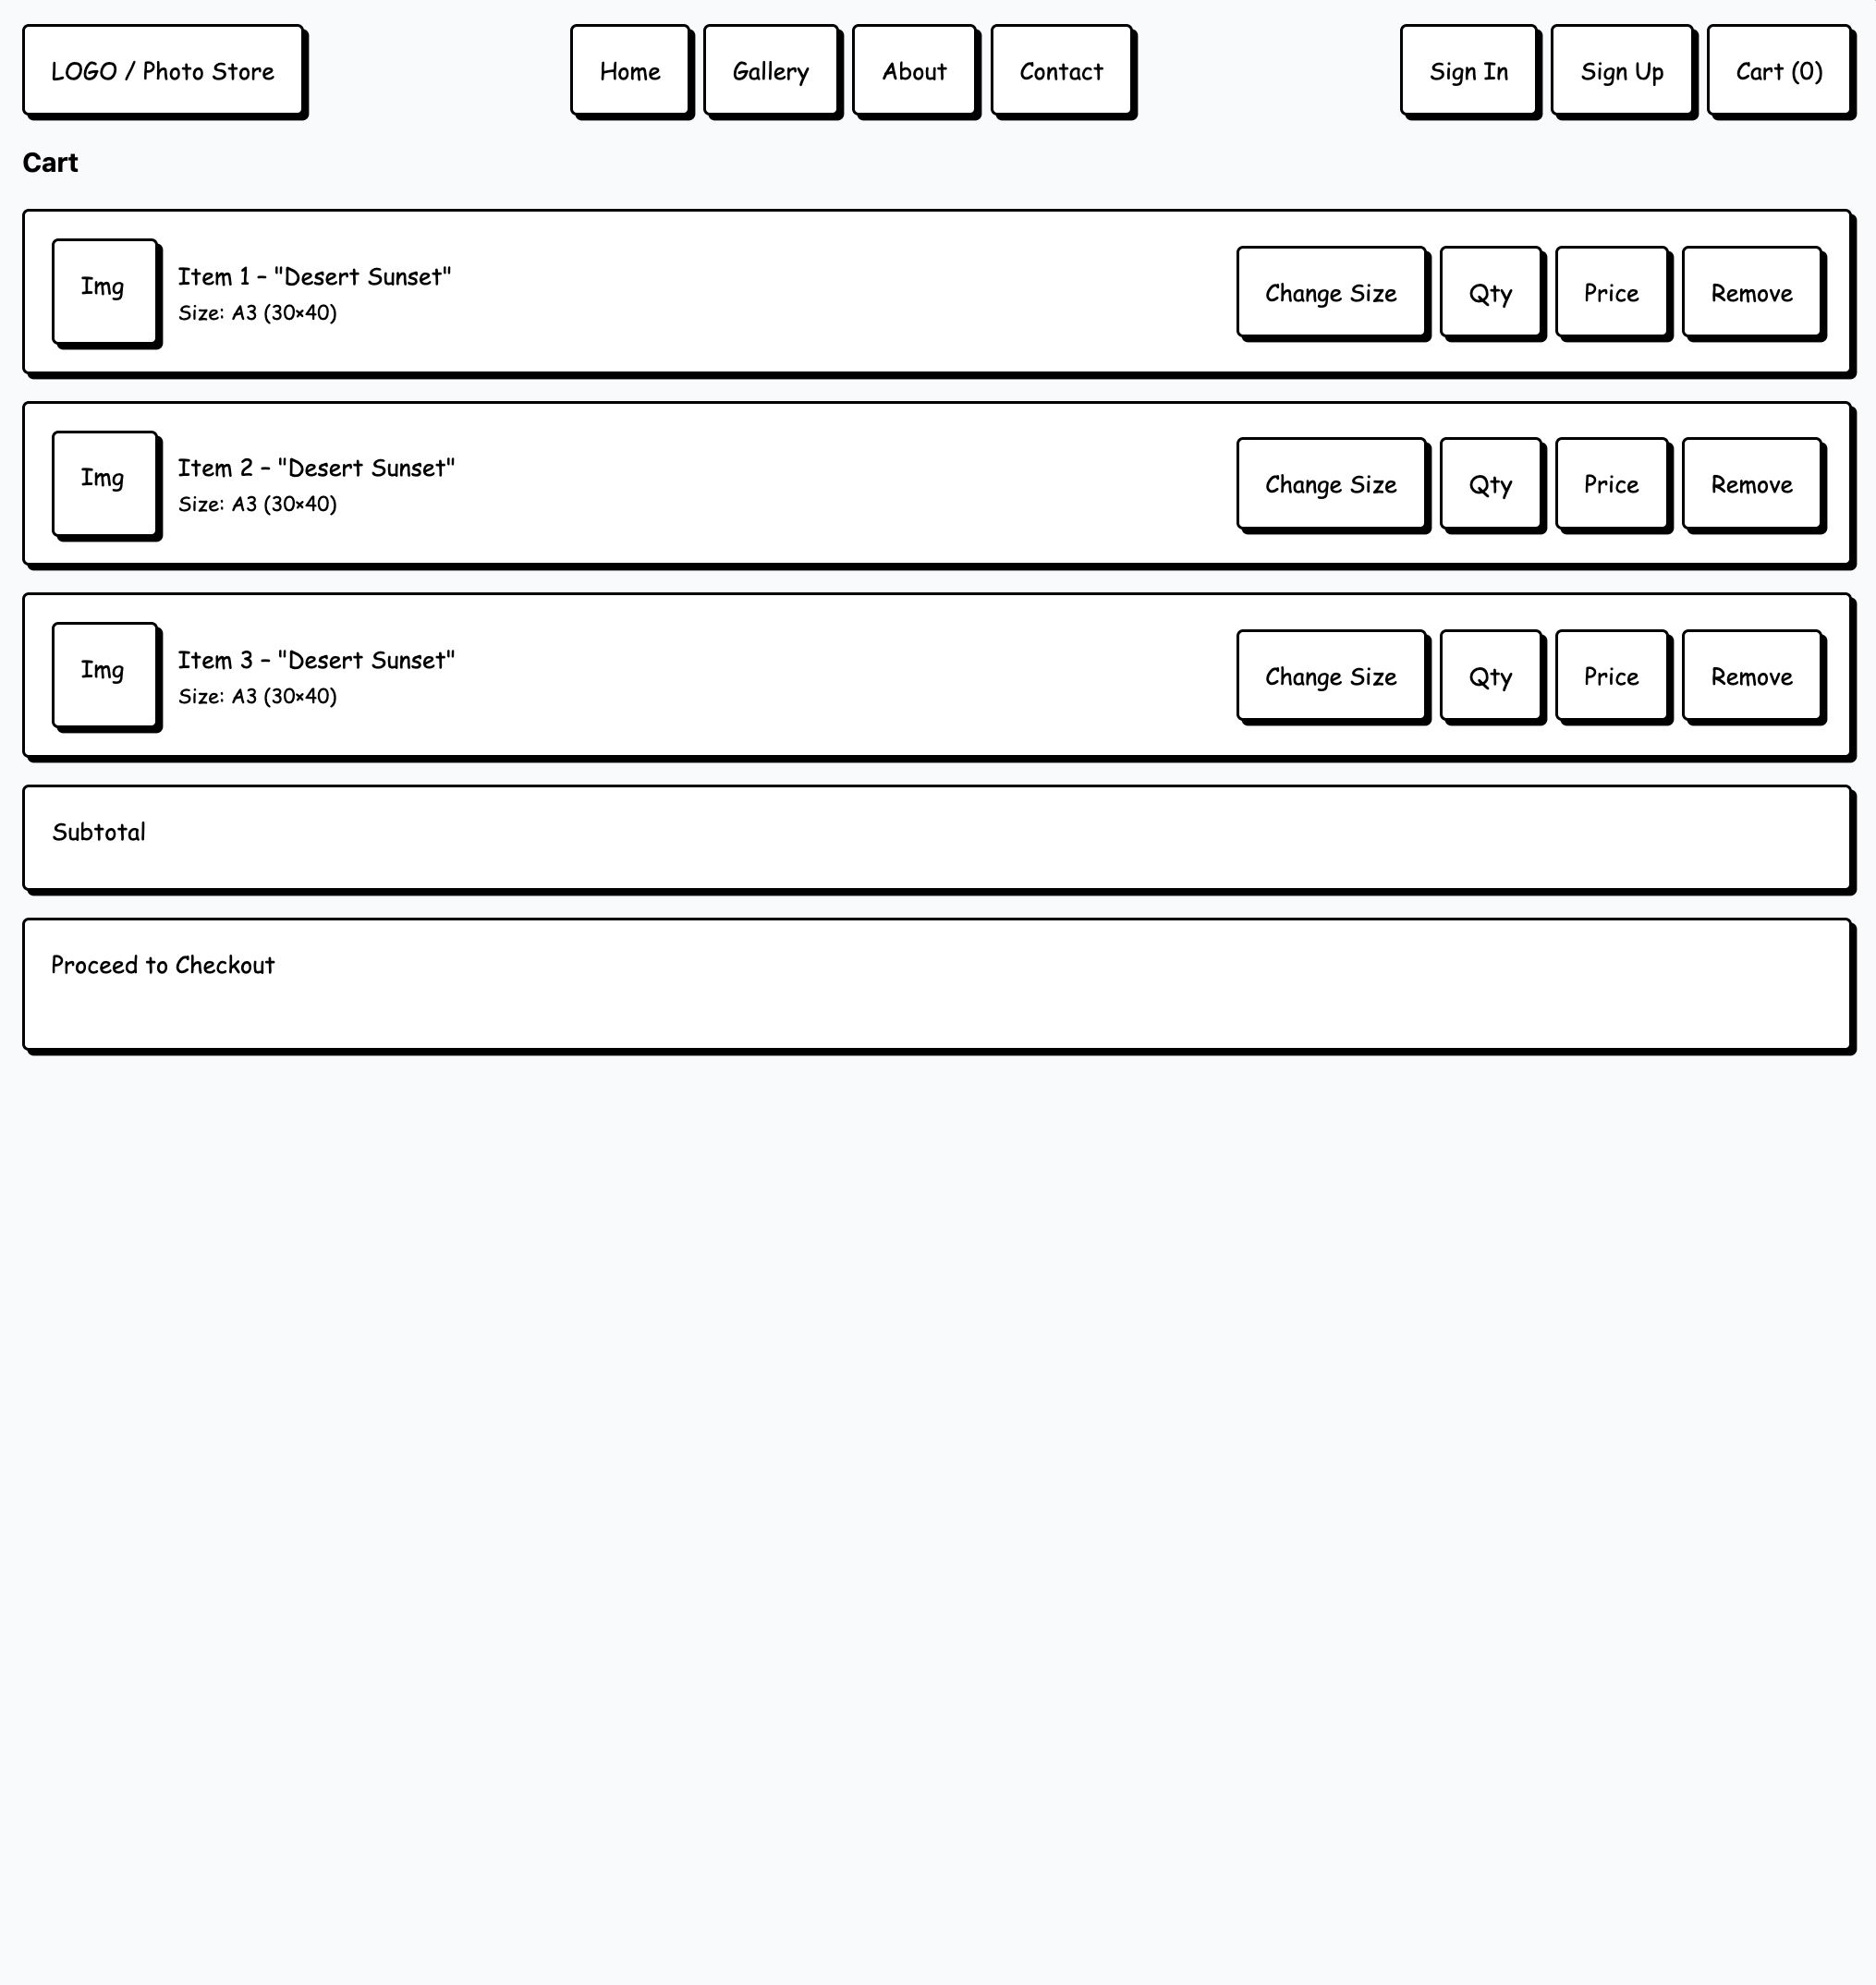 LOGO / Photo Store
Home
Gallery
About
Contact
Sign In
Sign Up
Cart (0)
Cart
Img
Item 1 – "Desert Sunset"
Size: A3 (30×40)
Change Size
Qty
Price
Remove
Img
Item 2 – "Desert Sunset"
Size: A3 (30×40)
Change Size
Qty
Price
Remove
Img
Item 3 – "Desert Sunset"
Size: A3 (30×40)
Change Size
Qty
Price
Remove
Subtotal
Proceed to Checkout